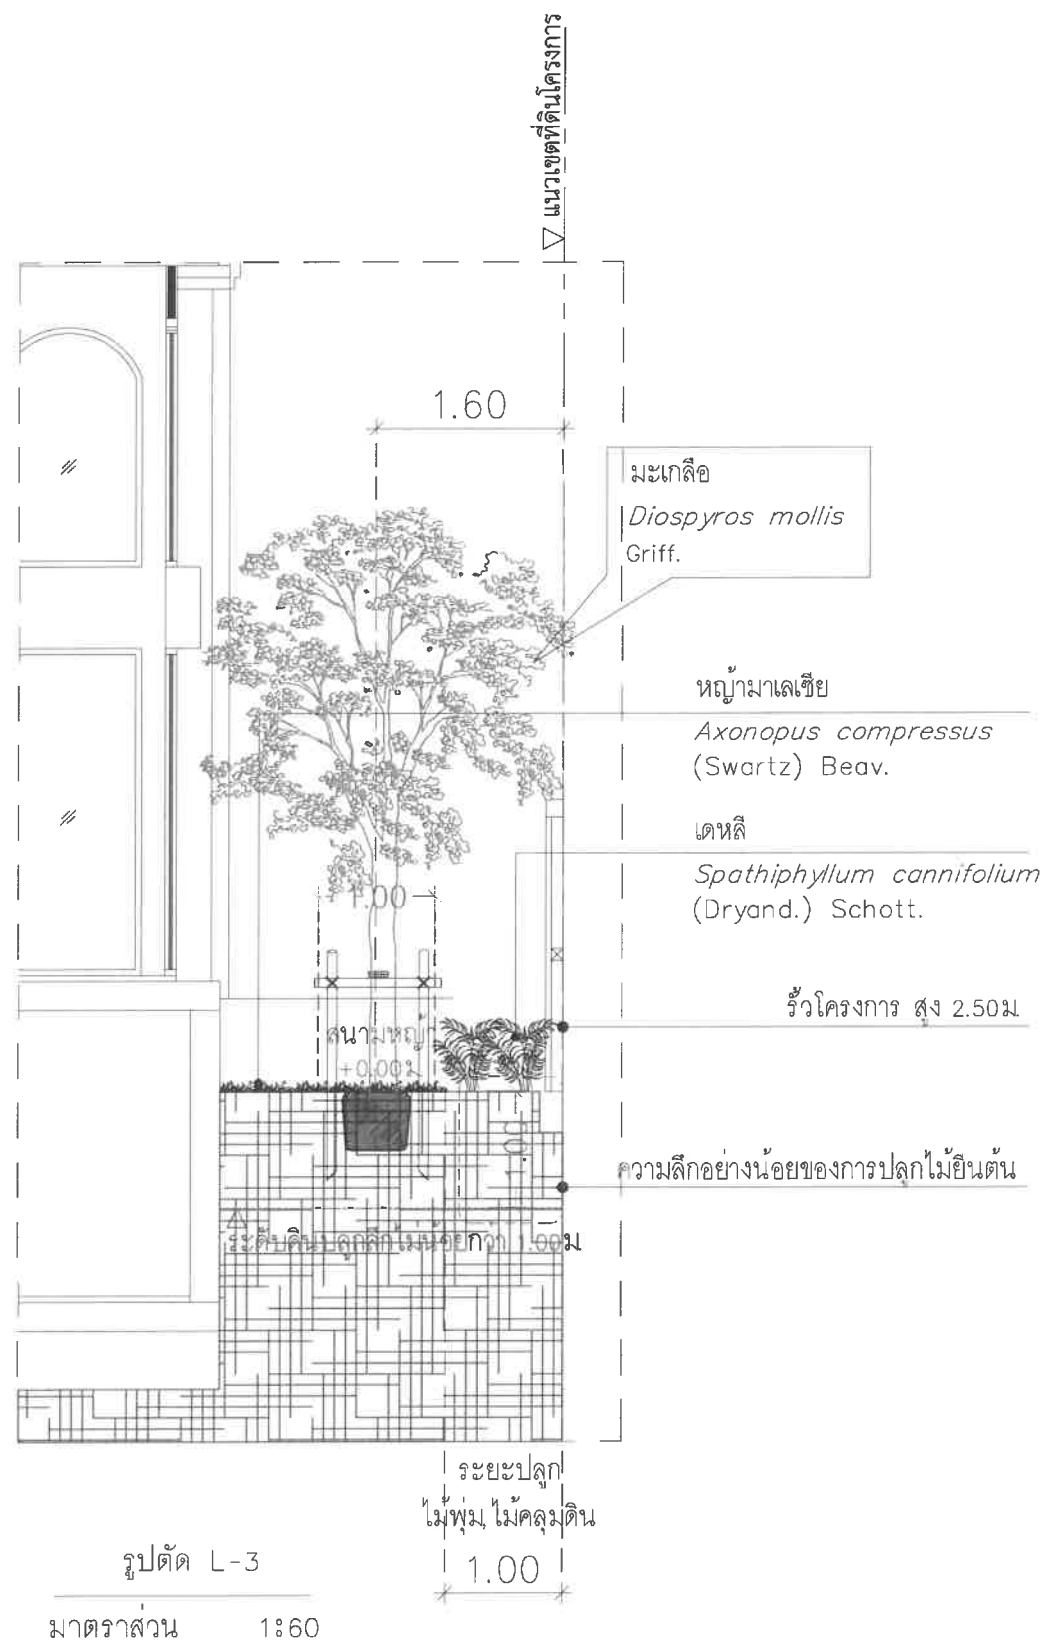 แนวเขตที่ดินโครงการ
1.60
มะเกลือ
Diospyros mollis
Griff.
หญ้ามาเลเซีย
Axonopus compressus
(Swartz) Beav.
เดหลี
Spathiphyllum cannifolium
(Dryand.) Schott.
1.00
รั้วโครงการ สูง 2.50ม.
สนามหญ้า
+0.00ม.
1.00
ความลึกอย่างน้อยของการปลูกไม้ยืนต้น
ระดับดินปลูกลึกไม่น้อยกว่า 1.00ม
ระยะปลูก
ไม้พุ่ม, ไม้คลุมดิน
1.00
รูปตัด L-3
มาตราส่วน 1:60